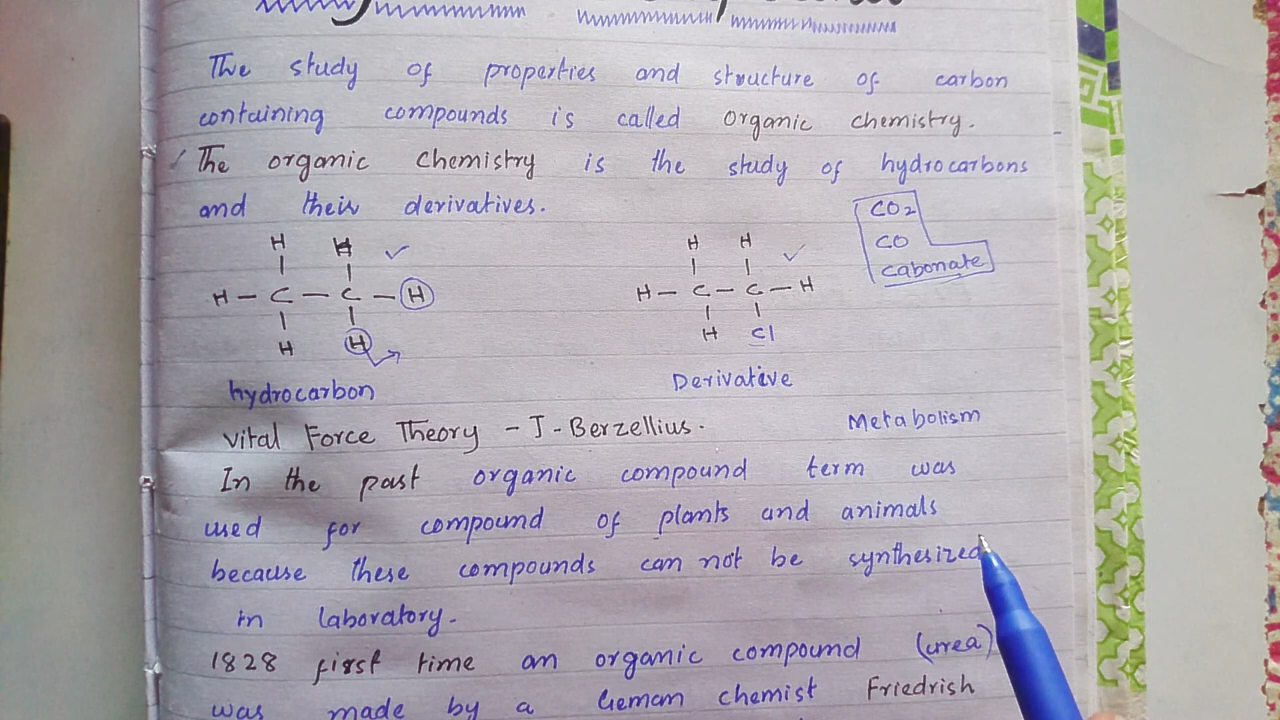 The study of properties and structure of carbon
containing compounds is called organic chemistry.
The organic chemistry is the study of hydrocarbons
and their derivatives.
CO2
CO
cabonate
H H
H - C - C - H
H H
hydrocarbon
H H
H - C - C - H
H Cl
Derivative
Vital Force Theory - J - Berzellius.
Metabolism
In the past organic compound term was
used for compound of plants and animals
because these compounds can not be synthesized
in laboratory.
1828 first time an organic compound (urea)
was made by a Geman chemist Friedrish